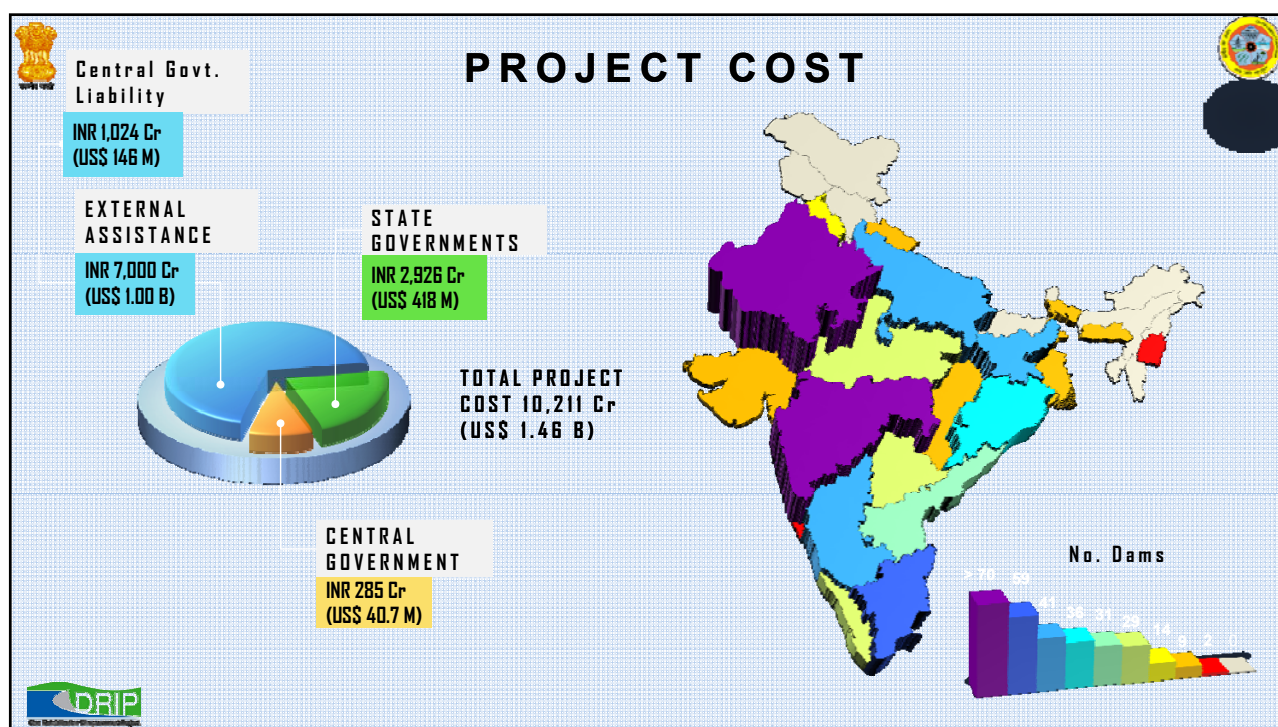 PROJECT COST
Central Govt.
Liability
INR 1,024 Cr
(US$ 146 M)
EXTERNAL
ASSISTANCE
INR 7,000 Cr
(US$ 1.00 B)
STATE
GOVERNMENTS
INR 2,926 Cr
(US$ 418 M)
TOTAL PROJECT
COST 10,211 Cr
(US$ 1.46 B)
CENTRAL
GOVERNMENT
INR 285 Cr
(US$ 40.7 M)
No. Dams
>70 59 41 36 31 25 14 9 2 0
DRIP